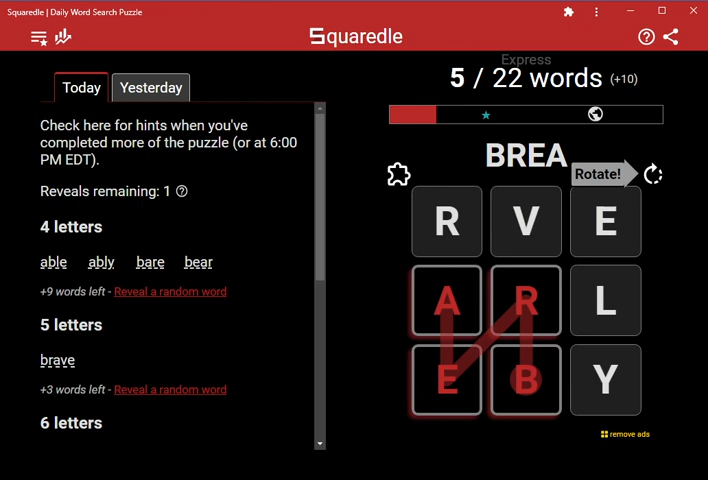 Squaredle | Daily Word Search Puzzle
Squaredle
Today
Yesterday
Check here for hints when you've
completed more of the puzzle (or at 6:00
PM EDT).
Reveals remaining: 1
4 letters
able ably bare bear
+9 words left - Reveal a random word
5 letters
brave
+3 words left - Reveal a random word
6 letters
Express
5 / 22 words (+10)
BREA
Rotate!
R V E
A R L
E B Y
remove ads